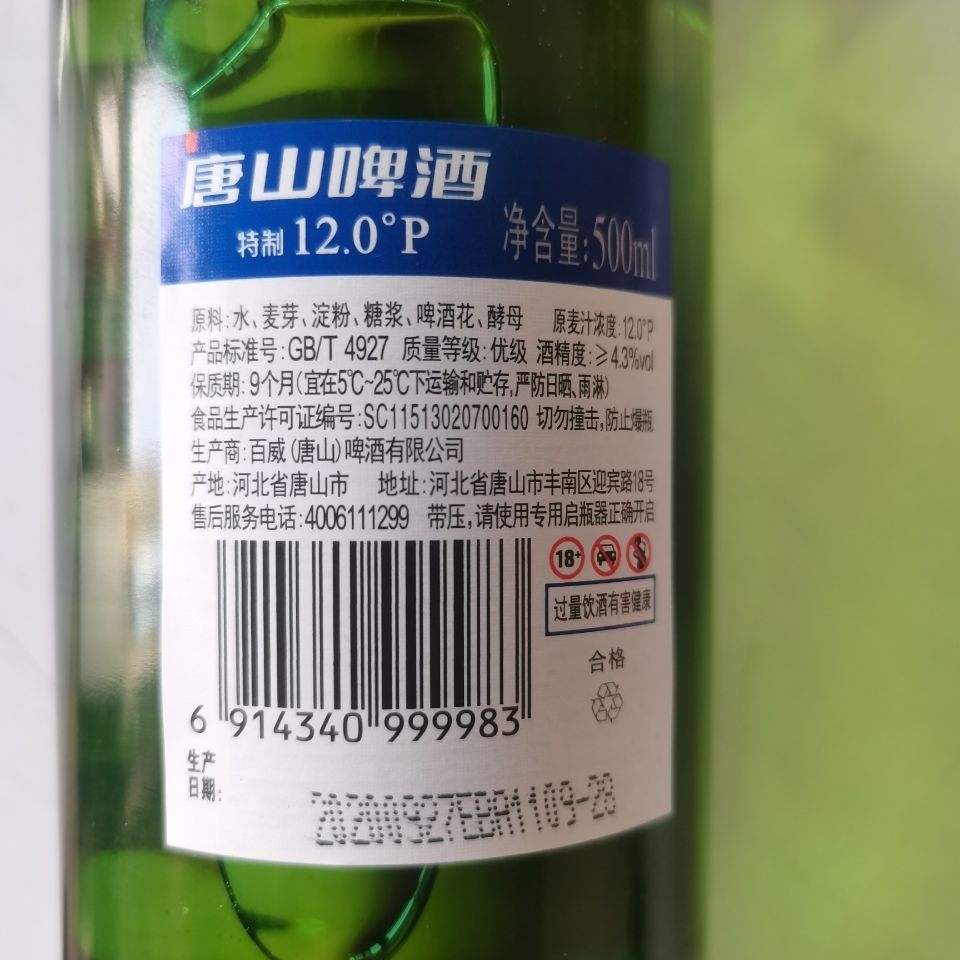 唐山啤酒
特制 12.0°P 净含量:500ml
原料:水、麦芽、淀粉、糖浆、啤酒花、酵母 原麦汁浓度:12.0°P
产品标准号:GB/T 4927 质量等级:优级 酒精度:≥4.3%vol
保质期:9个月(宜在5℃~25℃下运输和贮存,严防日晒、雨淋)
食品生产许可证编号:SC11513020700160 切勿撞击,防止爆瓶
生产商:百威(唐山)啤酒有限公司
产地:河北省唐山市 地址:河北省唐山市丰南区迎宾路18号
售后服务电话:4006111299 带压,请使用专用启瓶器正确开启
18+
过量饮酒有害健康
合格
6 914340 999983
生产
日期:
20200927EBA1109-28